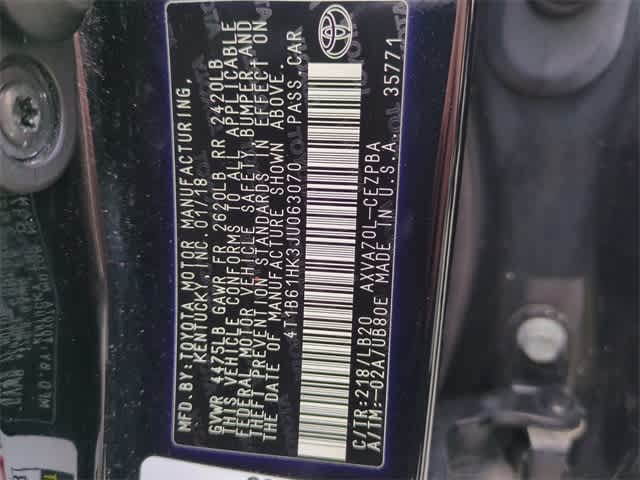 MFD.BY:TOYOTA MOTOR MANUFACTURING,
KENTUCKY, INC. 01/18
GVWR 4475LB GAWR FR 2620LB RR 2420LB
THIS VEHICLE CONFORMS TO ALL APPLICABLE
FEDERAL MOTOR VEHICLE SAFETY, BUMPER, AND
THEFT PREVENTION STANDARDS IN EFFECT ON
THE DATE OF MANUFACTURE SHOWN ABOVE.
4T1B61HK3JU063070 PASS.CAR
C/TR:218/LB20 AXVA70L-CEZPBA
A/TM:-02A/UB80E MADE IN U.S.A. 35771